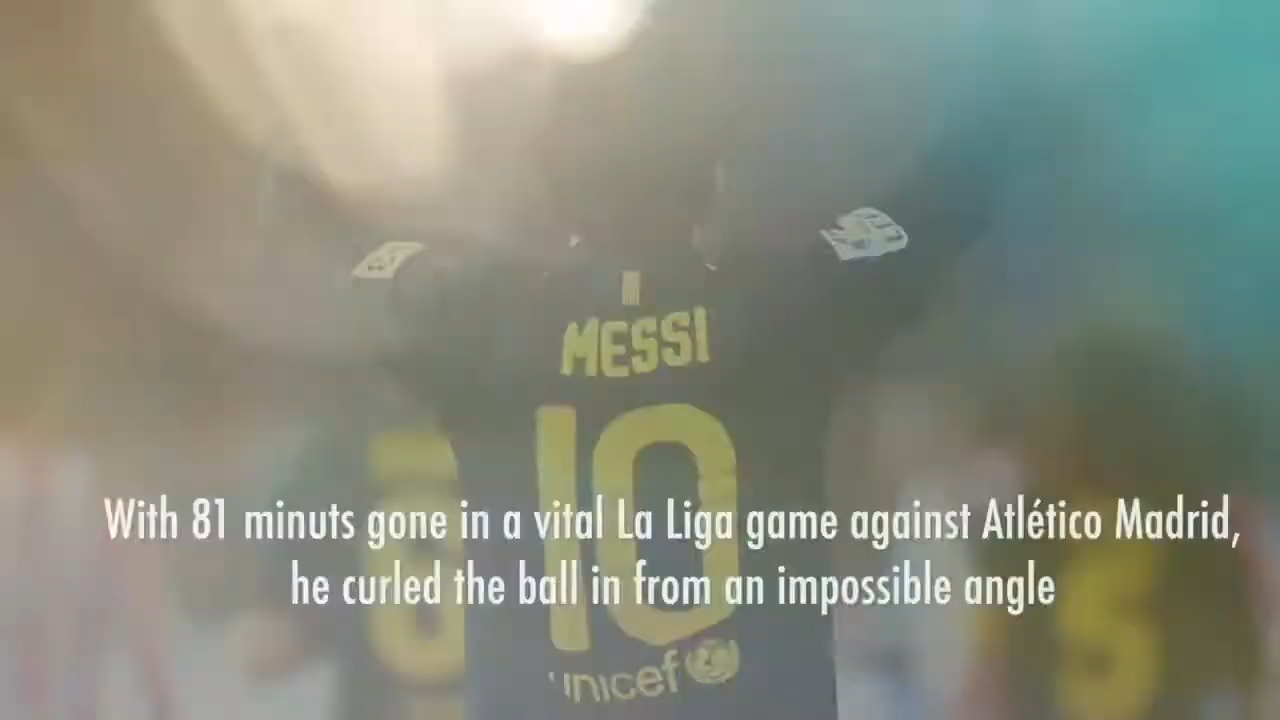 MESSI
10
With 81 minuts gone in a vital La Liga game against Atlético Madrid,
he curled the ball in from an impossible angle
unicef